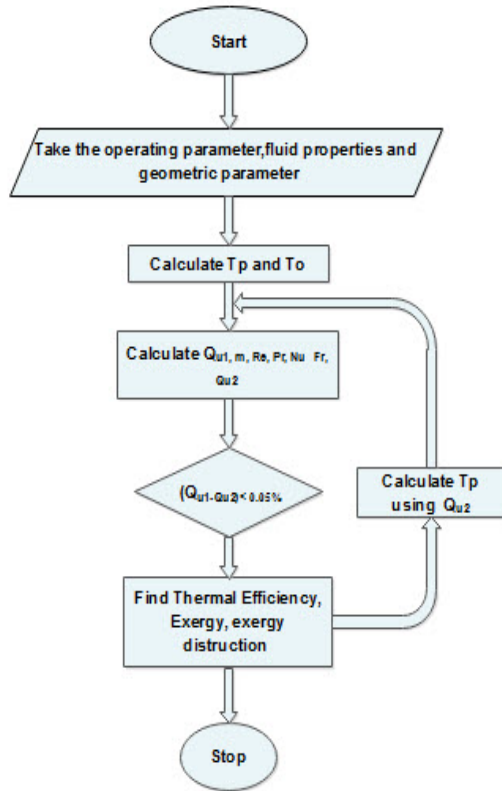 Start
Take the operating parameter,fluid properties and
geometric parameter
Calculate Tp and To
Calculate Qu1, m, Re, Pr, Nu Fr,
Qu2
(Qu1-Qu2)<0.05%
Calculate Tp
using Qu2
Find Thermal Efficiency,
Exergy, exergy
distruction
Stop